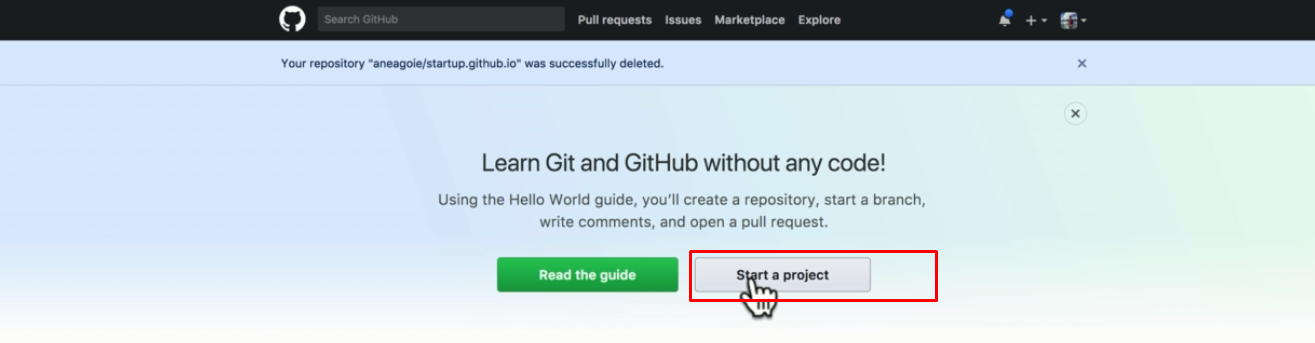 Search GitHub Pull requests Issues Marketplace Explore
Your repository "aneagoie/startup.github.io" was successfully deleted.
Learn Git and GitHub without any code!
Using the Hello World guide, you'll create a repository, start a branch,
write comments, and open a pull request.
Read the guide Start a project